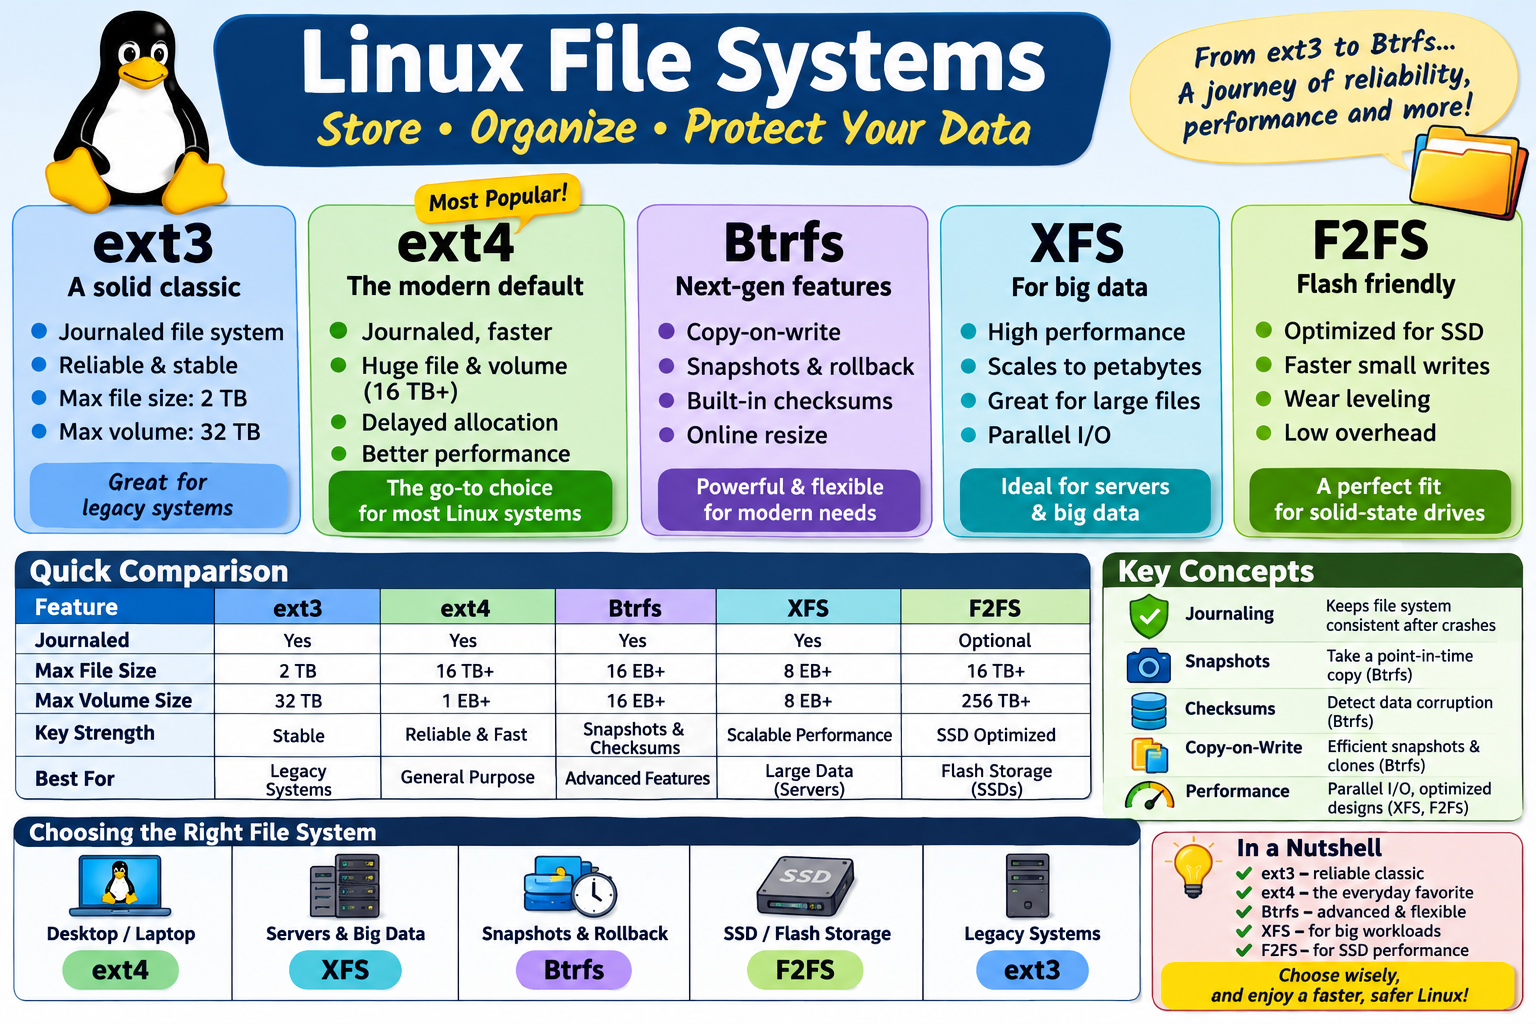 Linux File Systems
Store • Organize • Protect Your Data
From ext3 to Btrfs...
A journey of reliability,
performance and more!
ext3
A solid classic
Journaled file system
Reliable & stable
Max file size: 2 TB
Max volume: 32 TB
Great for
legacy systems
Most Popular!
ext4
The modern default
Journaled, faster
Huge file & volume
(16 TB+)
Delayed allocation
Better performance
The go-to choice
for most Linux systems
Btrfs
Next-gen features
Copy-on-write
Snapshots & rollback
Built-in checksums
Online resize
Powerful & flexible
for modern needs
XFS
For big data
High performance
Scales to petabytes
Great for large files
Parallel I/O
Ideal for servers
& big data
F2FS
Flash friendly
Optimized for SSD
Faster small writes
Wear leveling
Low overhead
A perfect fit
for solid-state drives
Quick Comparison
Feature ext3 ext4 Btrfs XFS F2FS
Journaled Yes Yes Yes Yes Optional
Max File Size 2 TB 16 TB+ 16 EB+ 8 EB+ 16 TB+
Max Volume Size 32 TB 1 EB+ 16 EB+ 8 EB+ 256 TB+
Key Strength Stable Reliable & Fast Snapshots & Checksums Scalable Performance SSD Optimized
Best For Legacy Systems General Purpose Advanced Features Large Data (Servers) Flash Storage (SSDs)
Key Concepts
Journaling Keeps file system
consistent after crashes
Snapshots Take a point-in-time
copy (Btrfs)
Checksums Detect data corruption
(Btrfs)
Copy-on-Write Efficient snapshots &
clones (Btrfs)
Performance Parallel I/O, optimized
designs (XFS, F2FS)
Choosing the Right File System
Desktop / Laptop
ext4
Servers & Big Data
XFS
Snapshots & Rollback
Btrfs
SSD
SSD / Flash Storage
F2FS
Legacy Systems
ext3
In a Nutshell
ext3 – reliable classic
ext4 – the everyday favorite
Btrfs – advanced & flexible
XFS – for big workloads
F2FS – for SSD performance
Choose wisely,
and enjoy a faster, safer Linux!